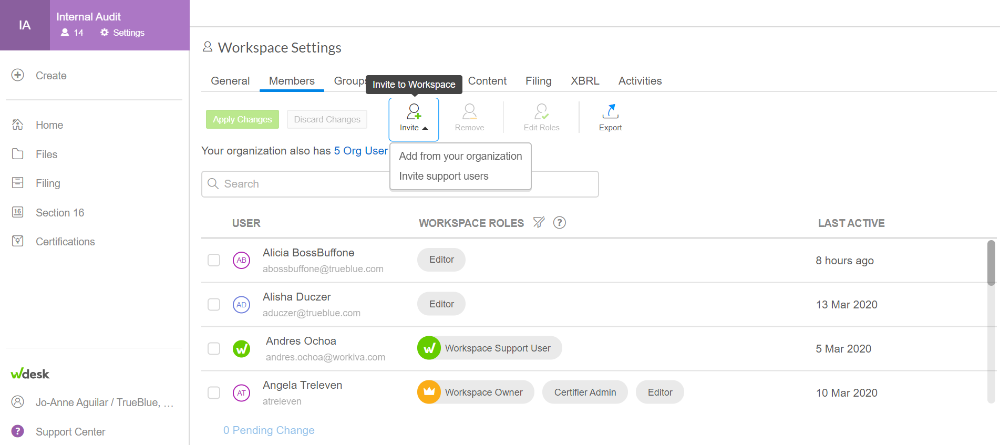 IA
Internal Audit
14 Settings
Create
Home
Files
Filing
16 Section 16
Certifications
wdesk
Jo-Anne Aguilar / TrueBlue, ...
? Support Center
Workspace Settings
General Members Groups Content Filing XBRL Activities
Invite to Workspace
Apply Changes Discard Changes Invite Remove Edit Roles Export
Your organization also has 5 Org User
Add from your organization
Invite support users
Search
USER WORKSPACE ROLES ? LAST ACTIVE
AB Alicia BossBuffone Editor 8 hours ago
abossbuffone@trueblue.com
AD Alisha Duczer Editor 13 Mar 2020
aduczer@trueblue.com
w Andres Ochoa w Workspace Support User 5 Mar 2020
andres.ochoa@workiva.com
AT Angela Treleven Workspace Owner Certifier Admin Editor 10 Mar 2020
atreleven
0 Pending Change